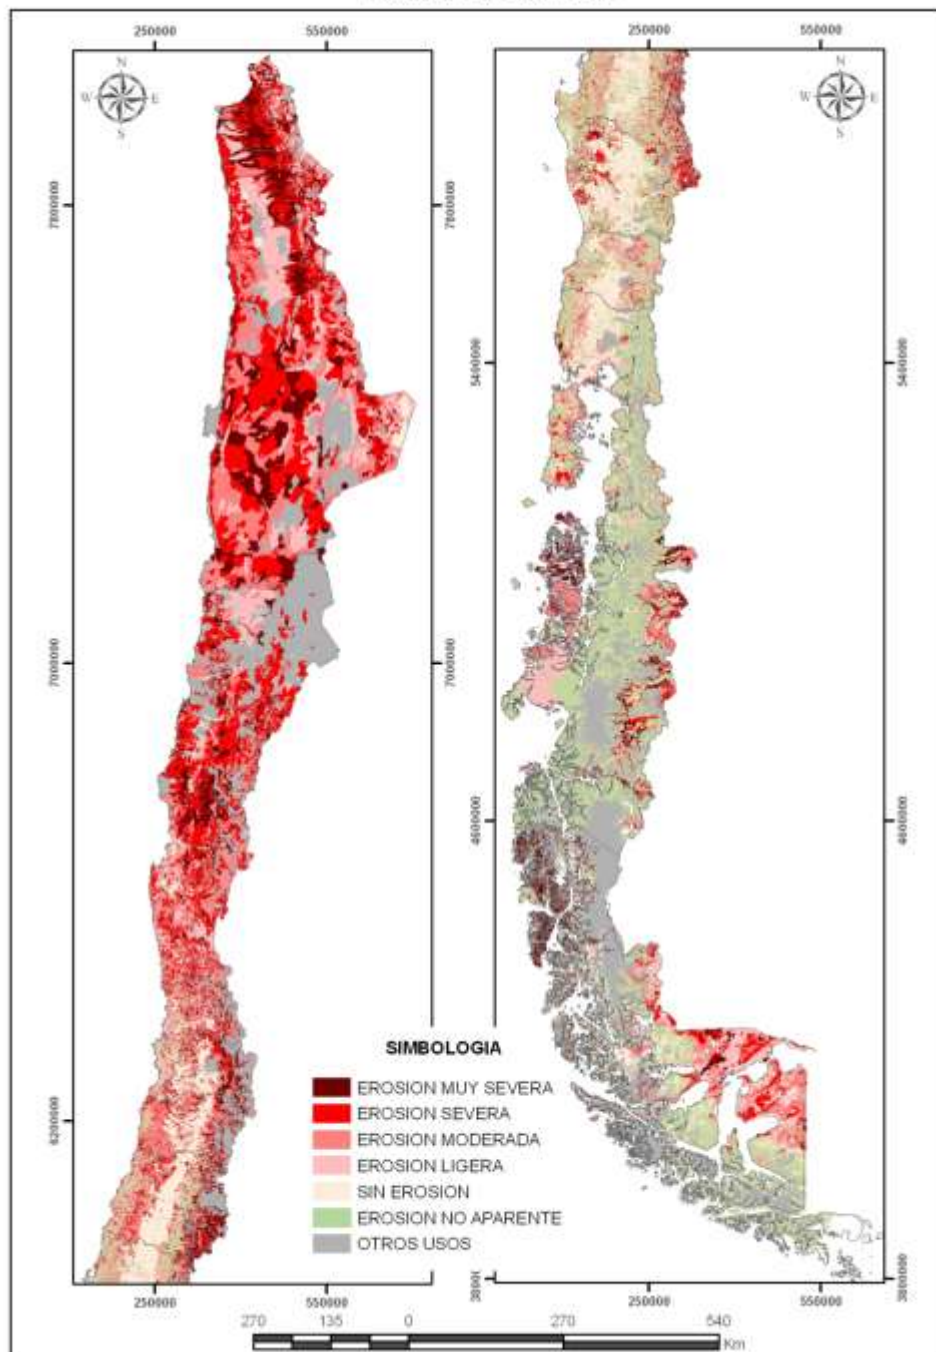 250000 550000
250000 550000
N
W E
S
N
W E
S
7800000
7800000
5400000
5400000
7000000
7000000
4600000
4600000
6200000
SIMBOLOGIA
EROSION MUY SEVERA
EROSION SEVERA
EROSION MODERADA
EROSION LIGERA
SIN EROSION
EROSION NO APARENTE
OTROS USOS
3800000
250000 550000
250000 550000
270 135 0 270 540
Km